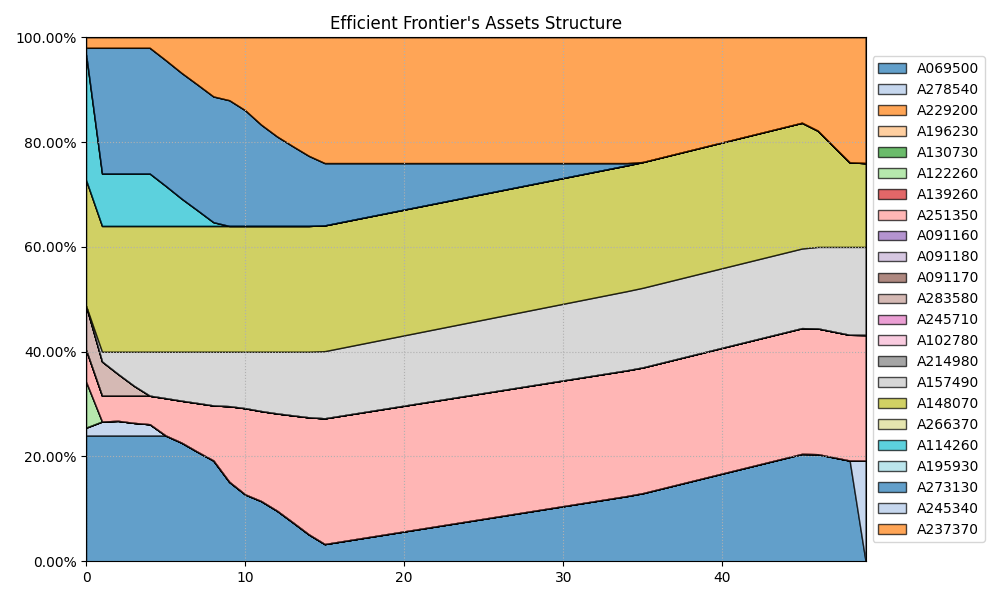 Efficient Frontier's Assets Structure
100.00%
80.00%
60.00%
40.00%
20.00%
0.00%
0
10
20
30
40
A069500
A278540
A229200
A196230
A130730
A122260
A139260
A251350
A091160
A091180
A091170
A283580
A245710
A102780
A214980
A157490
A148070
A266370
A114260
A195930
A273130
A245340
A237370